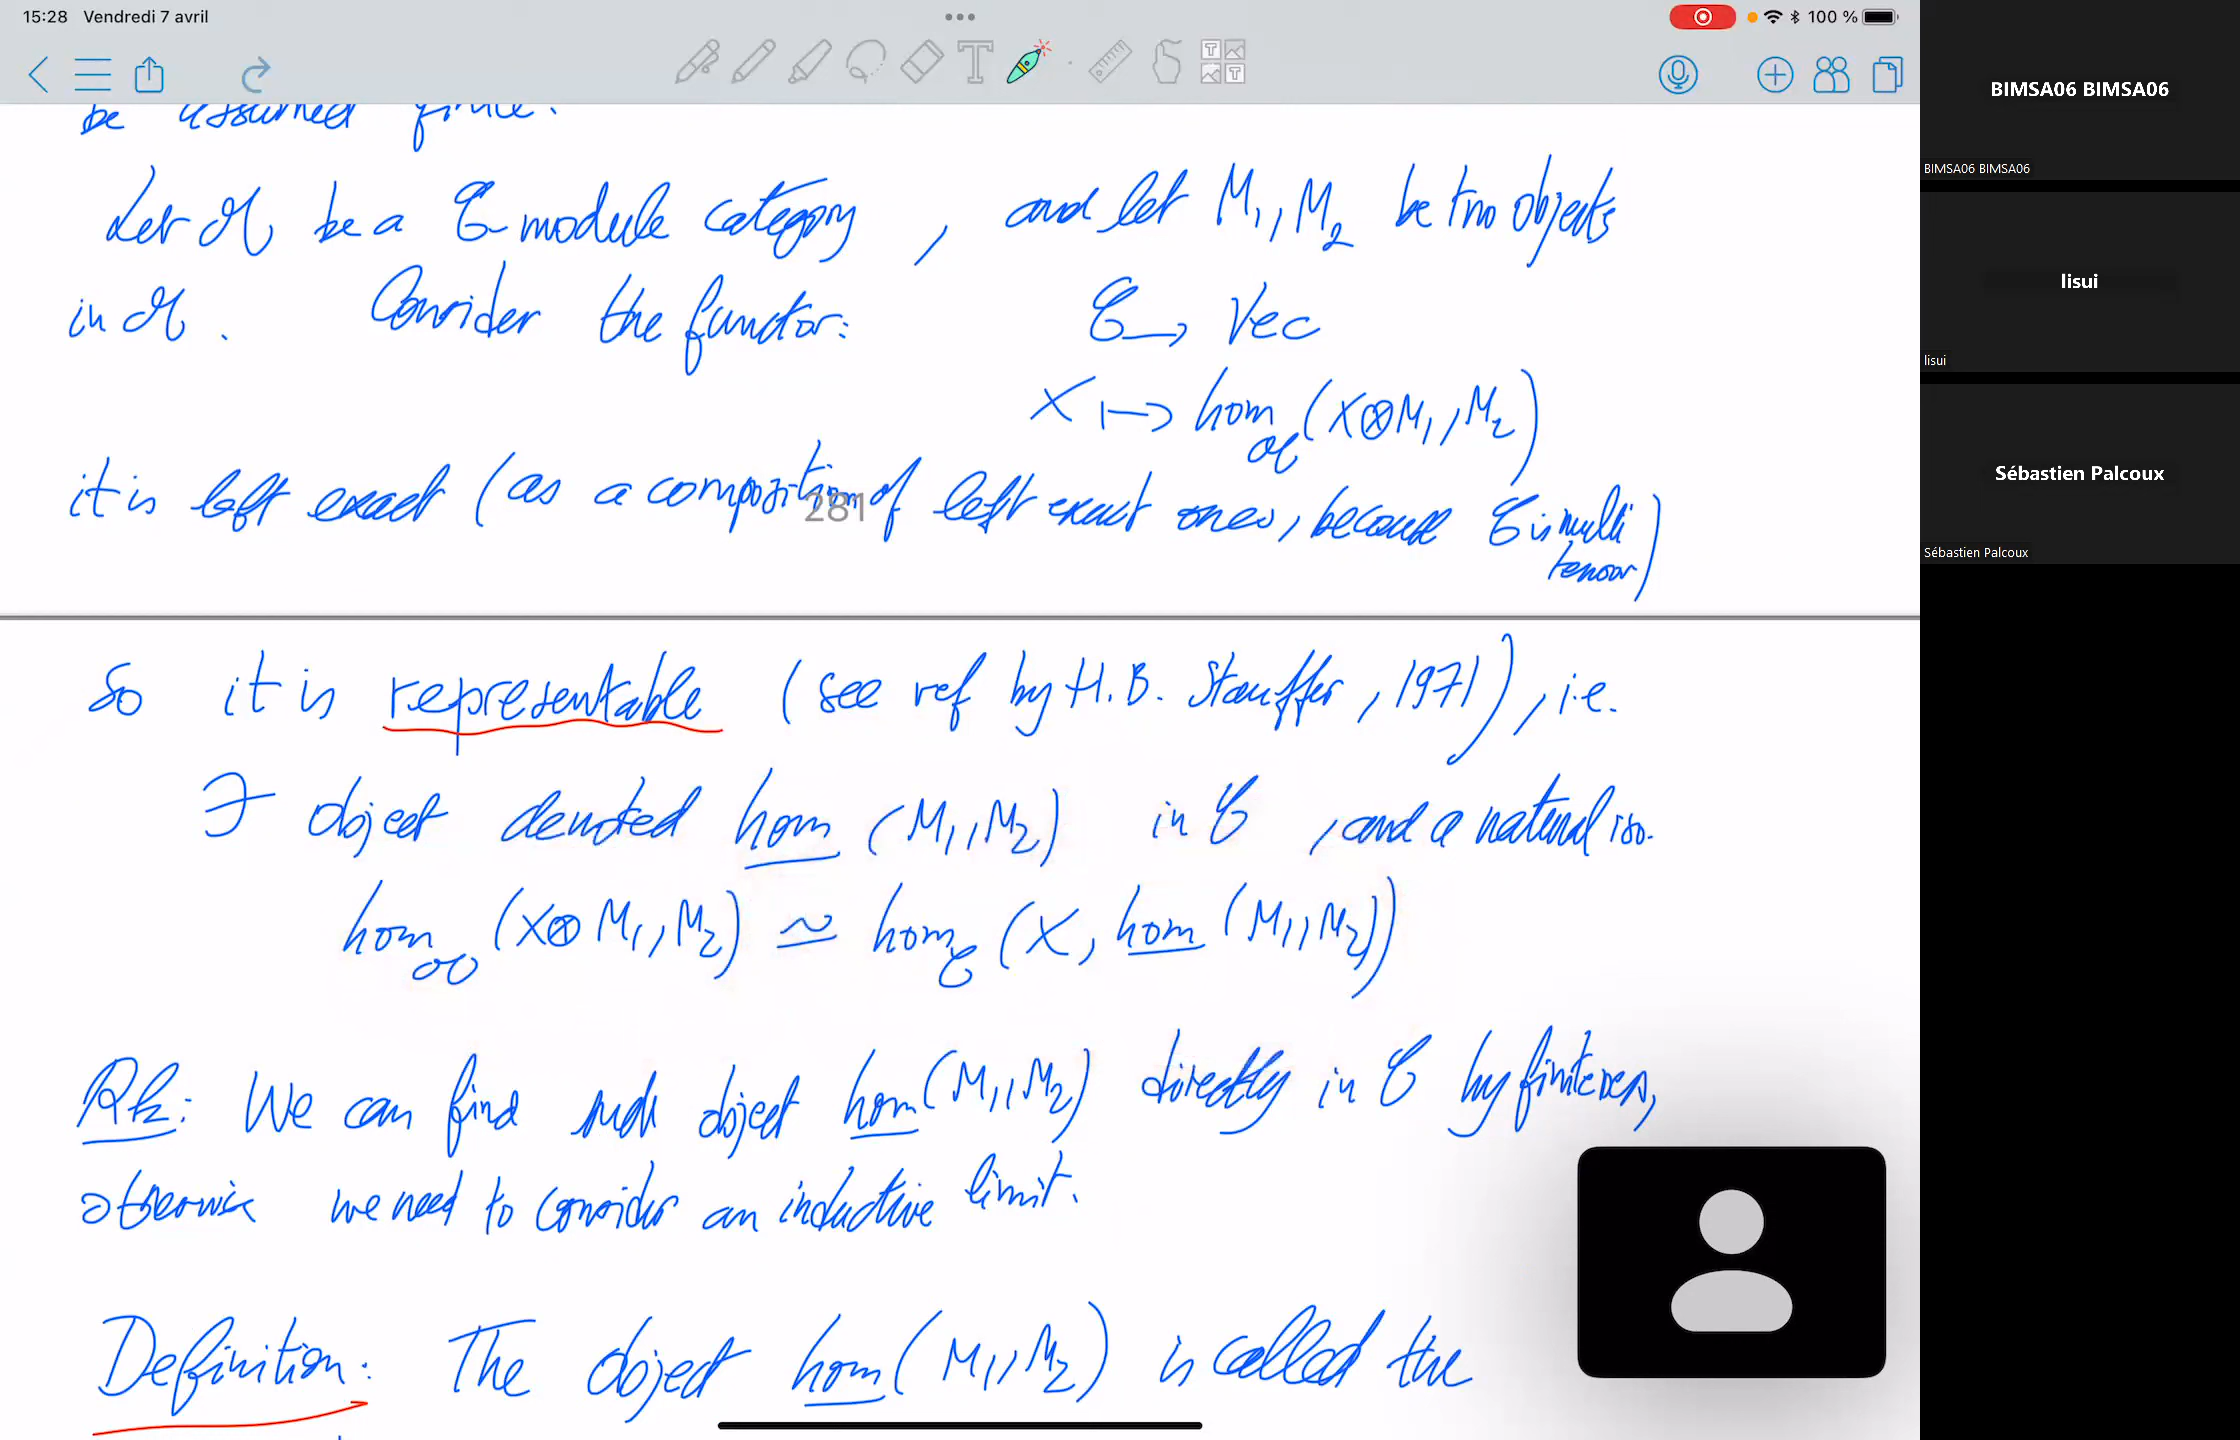 15:28 Vendredi 7 avril
100 %
be assumed finite.
Let M be a C-module category, and let M1, M2 be two objects
in M. Consider the functor: C → Vec
X ↦ hom_M (X⊗M1, M2)
it is left exact (as a composition of left exact ones, because C is multi
tensor)
281
So it is representable (see ref by H.B. Stauffer, 1971), i.e.
∃ object denoted hom (M1, M2) in C, and a natural iso.
hom_M (X⊗M1, M2) ≃ hom_C (X, hom (M1, M2))
Rk: We can find such object hom (M1, M2) directly in C by finiteness,
otherwise we need to consider an inductive limit.
Definition: The object hom (M1, M2) is called the
BIMSA06 BIMSA06
BIMSA06 BIMSA06
lisui
lisui
Sébastien Palcoux
Sébastien Palcoux